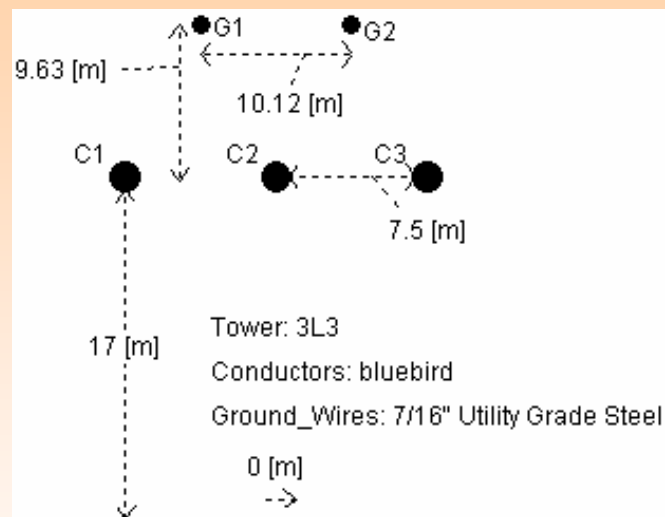 G1
G2
9.63 [m]
10.12 [m]
C1
C2
C3
7.5 [m]
17 [m]
Tower: 3L3
Conductors: bluebird
Ground_Wires: 7/16" Utility Grade Steel
0 [m]